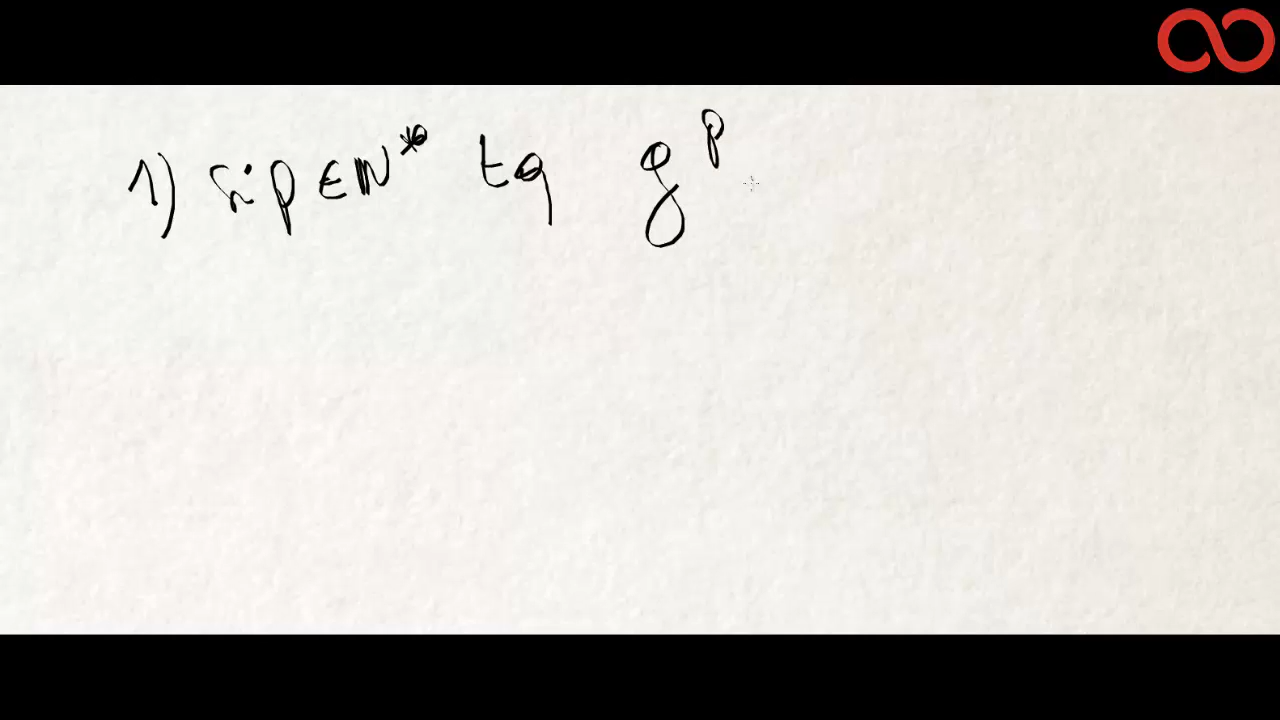 1) Si p ∈ ℕ* tq g^p